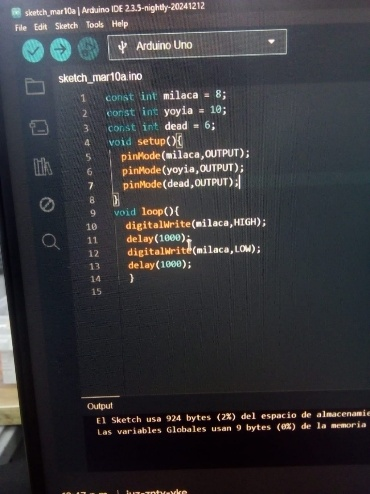 sketch_mar10a | Arduino IDE 2.3.5-nightly-20241212
File Edit Sketch Tools Help
Arduino Uno
sketch_mar10a.ino
1 const int milaca = 8;
2 const int yoyia = 10;
3 const int dead = 6;
4 void setup(){
5 pinMode(milaca,OUTPUT);
6 pinMode(yoyia,OUTPUT);
7 pinMode(dead,OUTPUT);
8 }
9 void loop(){
10 digitalWrite(milaca,HIGH);
11 delay(1000);
12 digitalWrite(milaca,LOW);
13 delay(1000);
14 }
15
Output
El Sketch usa 924 bytes (2%) del espacio de almacenamie
Las variables Globales usan 9 bytes (0%) de la memoria